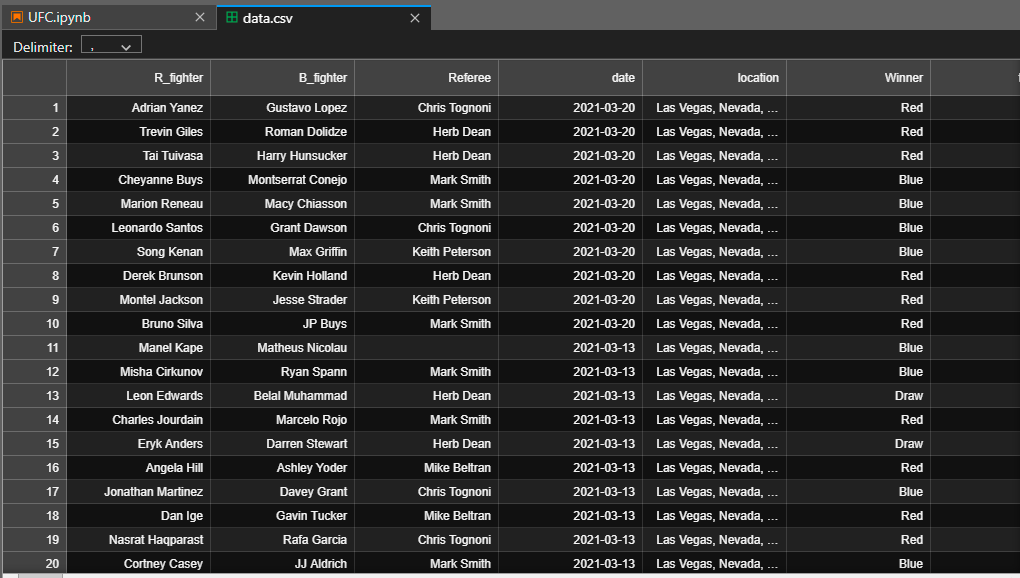 UFC.ipynb data.csv
Delimiter: ,
R_fighter B_fighter Referee date location Winner
1 Adrian Yanez Gustavo Lopez Chris Tognoni 2021-03-20 Las Vegas, Nevada, ... Red
2 Trevin Giles Roman Dolidze Herb Dean 2021-03-20 Las Vegas, Nevada, ... Red
3 Tai Tuivasa Harry Hunsucker Herb Dean 2021-03-20 Las Vegas, Nevada, ... Red
4 Cheyanne Buys Montserrat Conejo Mark Smith 2021-03-20 Las Vegas, Nevada, ... Blue
5 Marion Reneau Macy Chiasson Mark Smith 2021-03-20 Las Vegas, Nevada, ... Blue
6 Leonardo Santos Grant Dawson Chris Tognoni 2021-03-20 Las Vegas, Nevada, ... Blue
7 Song Kenan Max Griffin Keith Peterson 2021-03-20 Las Vegas, Nevada, ... Blue
8 Derek Brunson Kevin Holland Herb Dean 2021-03-20 Las Vegas, Nevada, ... Red
9 Montel Jackson Jesse Strader Keith Peterson 2021-03-20 Las Vegas, Nevada, ... Red
10 Bruno Silva JP Buys Mark Smith 2021-03-20 Las Vegas, Nevada, ... Red
11 Manel Kape Matheus Nicolau 2021-03-13 Las Vegas, Nevada, ... Blue
12 Misha Cirkunov Ryan Spann Mark Smith 2021-03-13 Las Vegas, Nevada, ... Blue
13 Leon Edwards Belal Muhammad Herb Dean 2021-03-13 Las Vegas, Nevada, ... Draw
14 Charles Jourdain Marcelo Rojo Mark Smith 2021-03-13 Las Vegas, Nevada, ... Red
15 Eryk Anders Darren Stewart Herb Dean 2021-03-13 Las Vegas, Nevada, ... Draw
16 Angela Hill Ashley Yoder Mike Beltran 2021-03-13 Las Vegas, Nevada, ... Red
17 Jonathan Martinez Davey Grant Chris Tognoni 2021-03-13 Las Vegas, Nevada, ... Blue
18 Dan Ige Gavin Tucker Mike Beltran 2021-03-13 Las Vegas, Nevada, ... Red
19 Nasrat Haqparast Rafa Garcia Chris Tognoni 2021-03-13 Las Vegas, Nevada, ... Red
20 Cortney Casey JJ Aldrich Mark Smith 2021-03-13 Las Vegas, Nevada, ... Blue